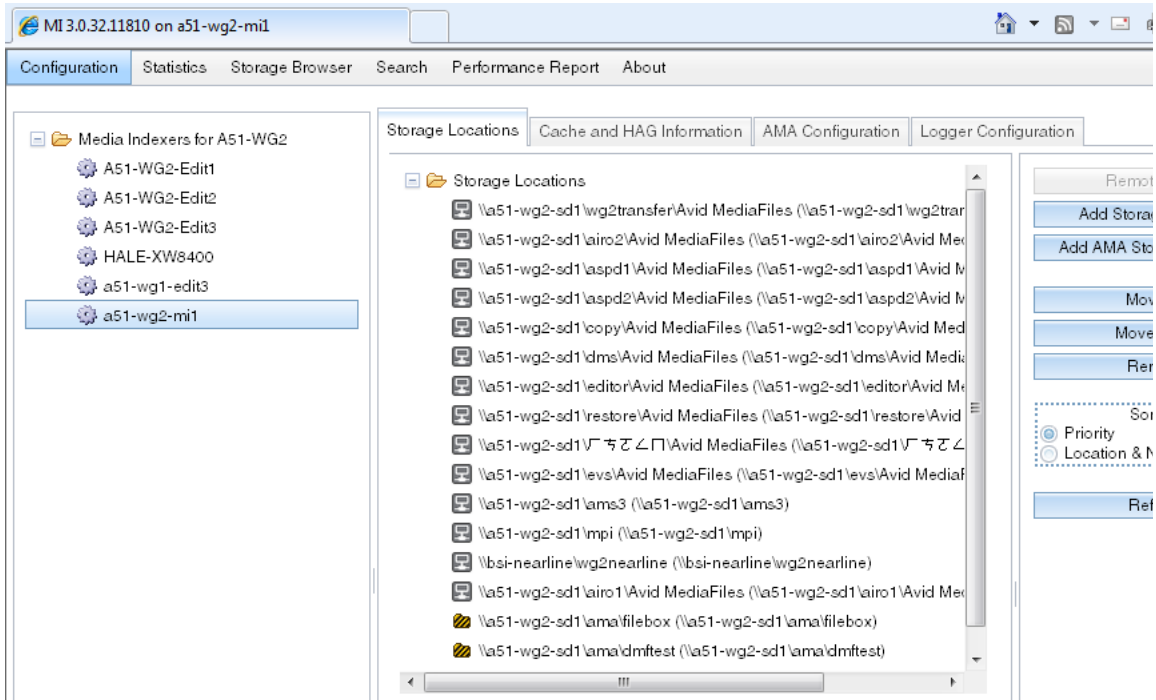 MI 3.0.32.11810 on a51-wg2-mi1
Configuration Statistics Storage Browser Search Performance Report About
Media Indexers for A51-WG2
A51-WG2-Edit1
A51-WG2-Edit2
A51-WG2-Edit3
HALE-XW8400
a51-wg1-edit3
a51-wg2-mi1
Storage Locations Cache and HAG Information AMA Configuration Logger Configuration
Storage Locations
\\a51-wg2-sd1\wg2transfer\Avid MediaFiles (\\a51-wg2-sd1\wg2tran
\\a51-wg2-sd1\airo2\Avid MediaFiles (\\a51-wg2-sd1\airo2\Avid Med
\\a51-wg2-sd1\aspd1\Avid MediaFiles (\\a51-wg2-sd1\aspd1\Avid M
\\a51-wg2-sd1\aspd2\Avid MediaFiles (\\a51-wg2-sd1\aspd2\Avid M
\\a51-wg2-sd1\copy\Avid MediaFiles (\\a51-wg2-sd1\copy\Avid Med
\\a51-wg2-sd1\dms\Avid MediaFiles (\\a51-wg2-sd1\dms\Avid Media
\\a51-wg2-sd1\editor\Avid MediaFiles (\\a51-wg2-sd1\editor\Avid Me
\\a51-wg2-sd1\restore\Avid MediaFiles (\\a51-wg2-sd1\restore\Avid
\Avid MediaFiles
\\a51-wg2-sd1\evs\Avid MediaFiles (\\a51-wg2-sd1\evs\Avid MediaF
\\a51-wg2-sd1\ams3 (\\a51-wg2-sd1\ams3)
\\a51-wg2-sd1\mpi (\\a51-wg2-sd1\mpi)
\\bsi-nearline\wg2nearline (\\bsi-nearline\wg2nearline)
\\a51-wg2-sd1\airo1\Avid MediaFiles (\\a51-wg2-sd1\airo1\Avid Med
\\a51-wg2-sd1\ama\filebox (\\a51-wg2-sd1\ama\filebox)
\\a51-wg2-sd1\ama\dmftest (\\a51-wg2-sd1\ama\dmftest)
Remot
Add Storag
Add AMA Sto
Mov
Move
Rer
Sor
Priority
Location & N
Ref